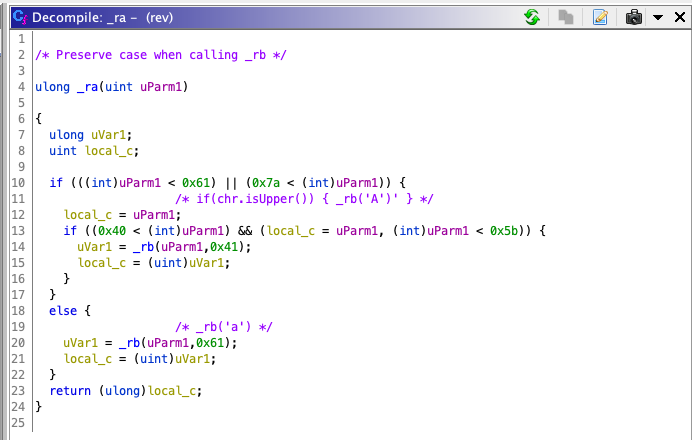 Decompile: _ra - (rev)
1
2 /* Preserve case when calling _rb */
3
4 ulong _ra(uint uParm1)
5
6 {
7 ulong uVar1;
8 uint local_c;
9
10 if (((int)uParm1 < 0x61) || (0x7a < (int)uParm1)) {
11 /* if(chr.isUpper()) { _rb('A')' } */
12 local_c = uParm1;
13 if ((0x40 < (int)uParm1) && (local_c = uParm1, (int)uParm1 < 0x5b)) {
14 uVar1 = _rb(uParm1,0x41);
15 local_c = (uint)uVar1;
16 }
17 }
18 else {
19 /* _rb('a') */
20 uVar1 = _rb(uParm1,0x61);
21 local_c = (uint)uVar1;
22 }
23 return (ulong)local_c;
24 }
25